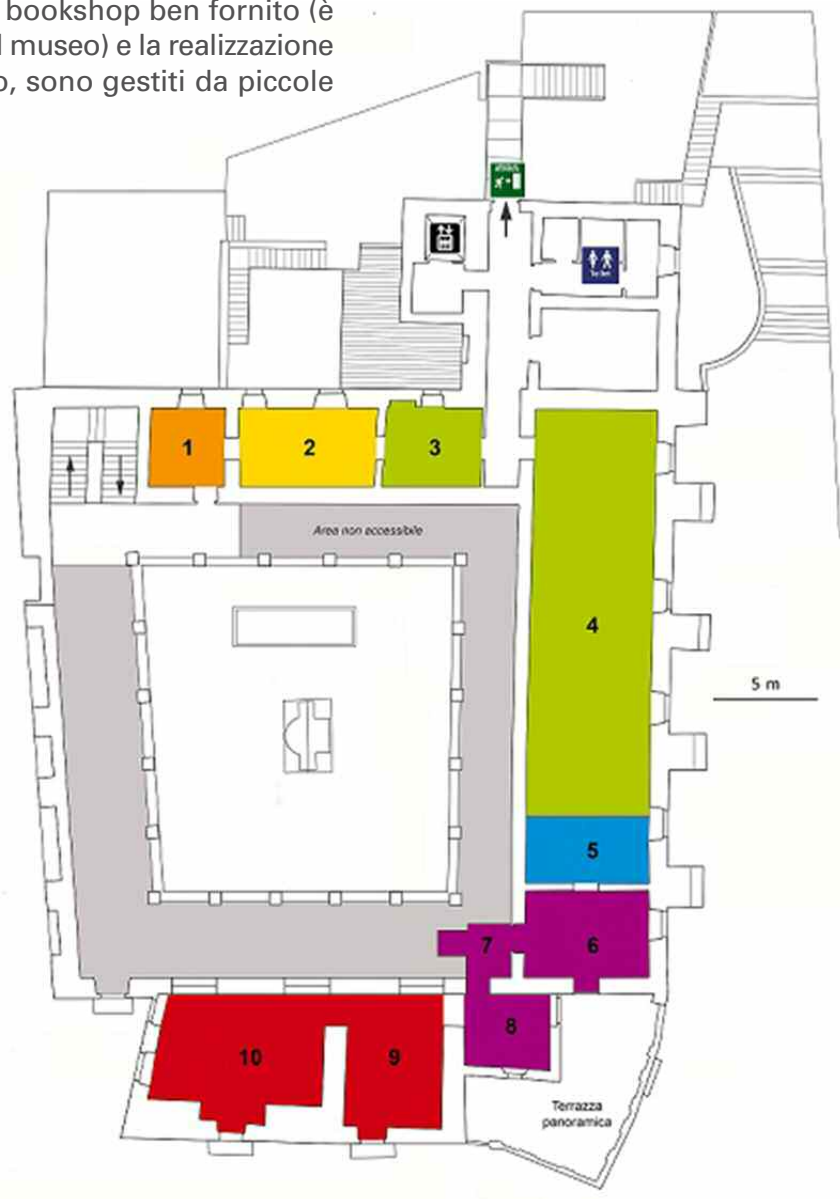 bookshop ben fornito (è
museo) e la realizzazione
o, sono gestiti da piccole
1
2
3
Area non accessibile
4
5 m
5
6
7
8
9
10
Terrazza
panoramica